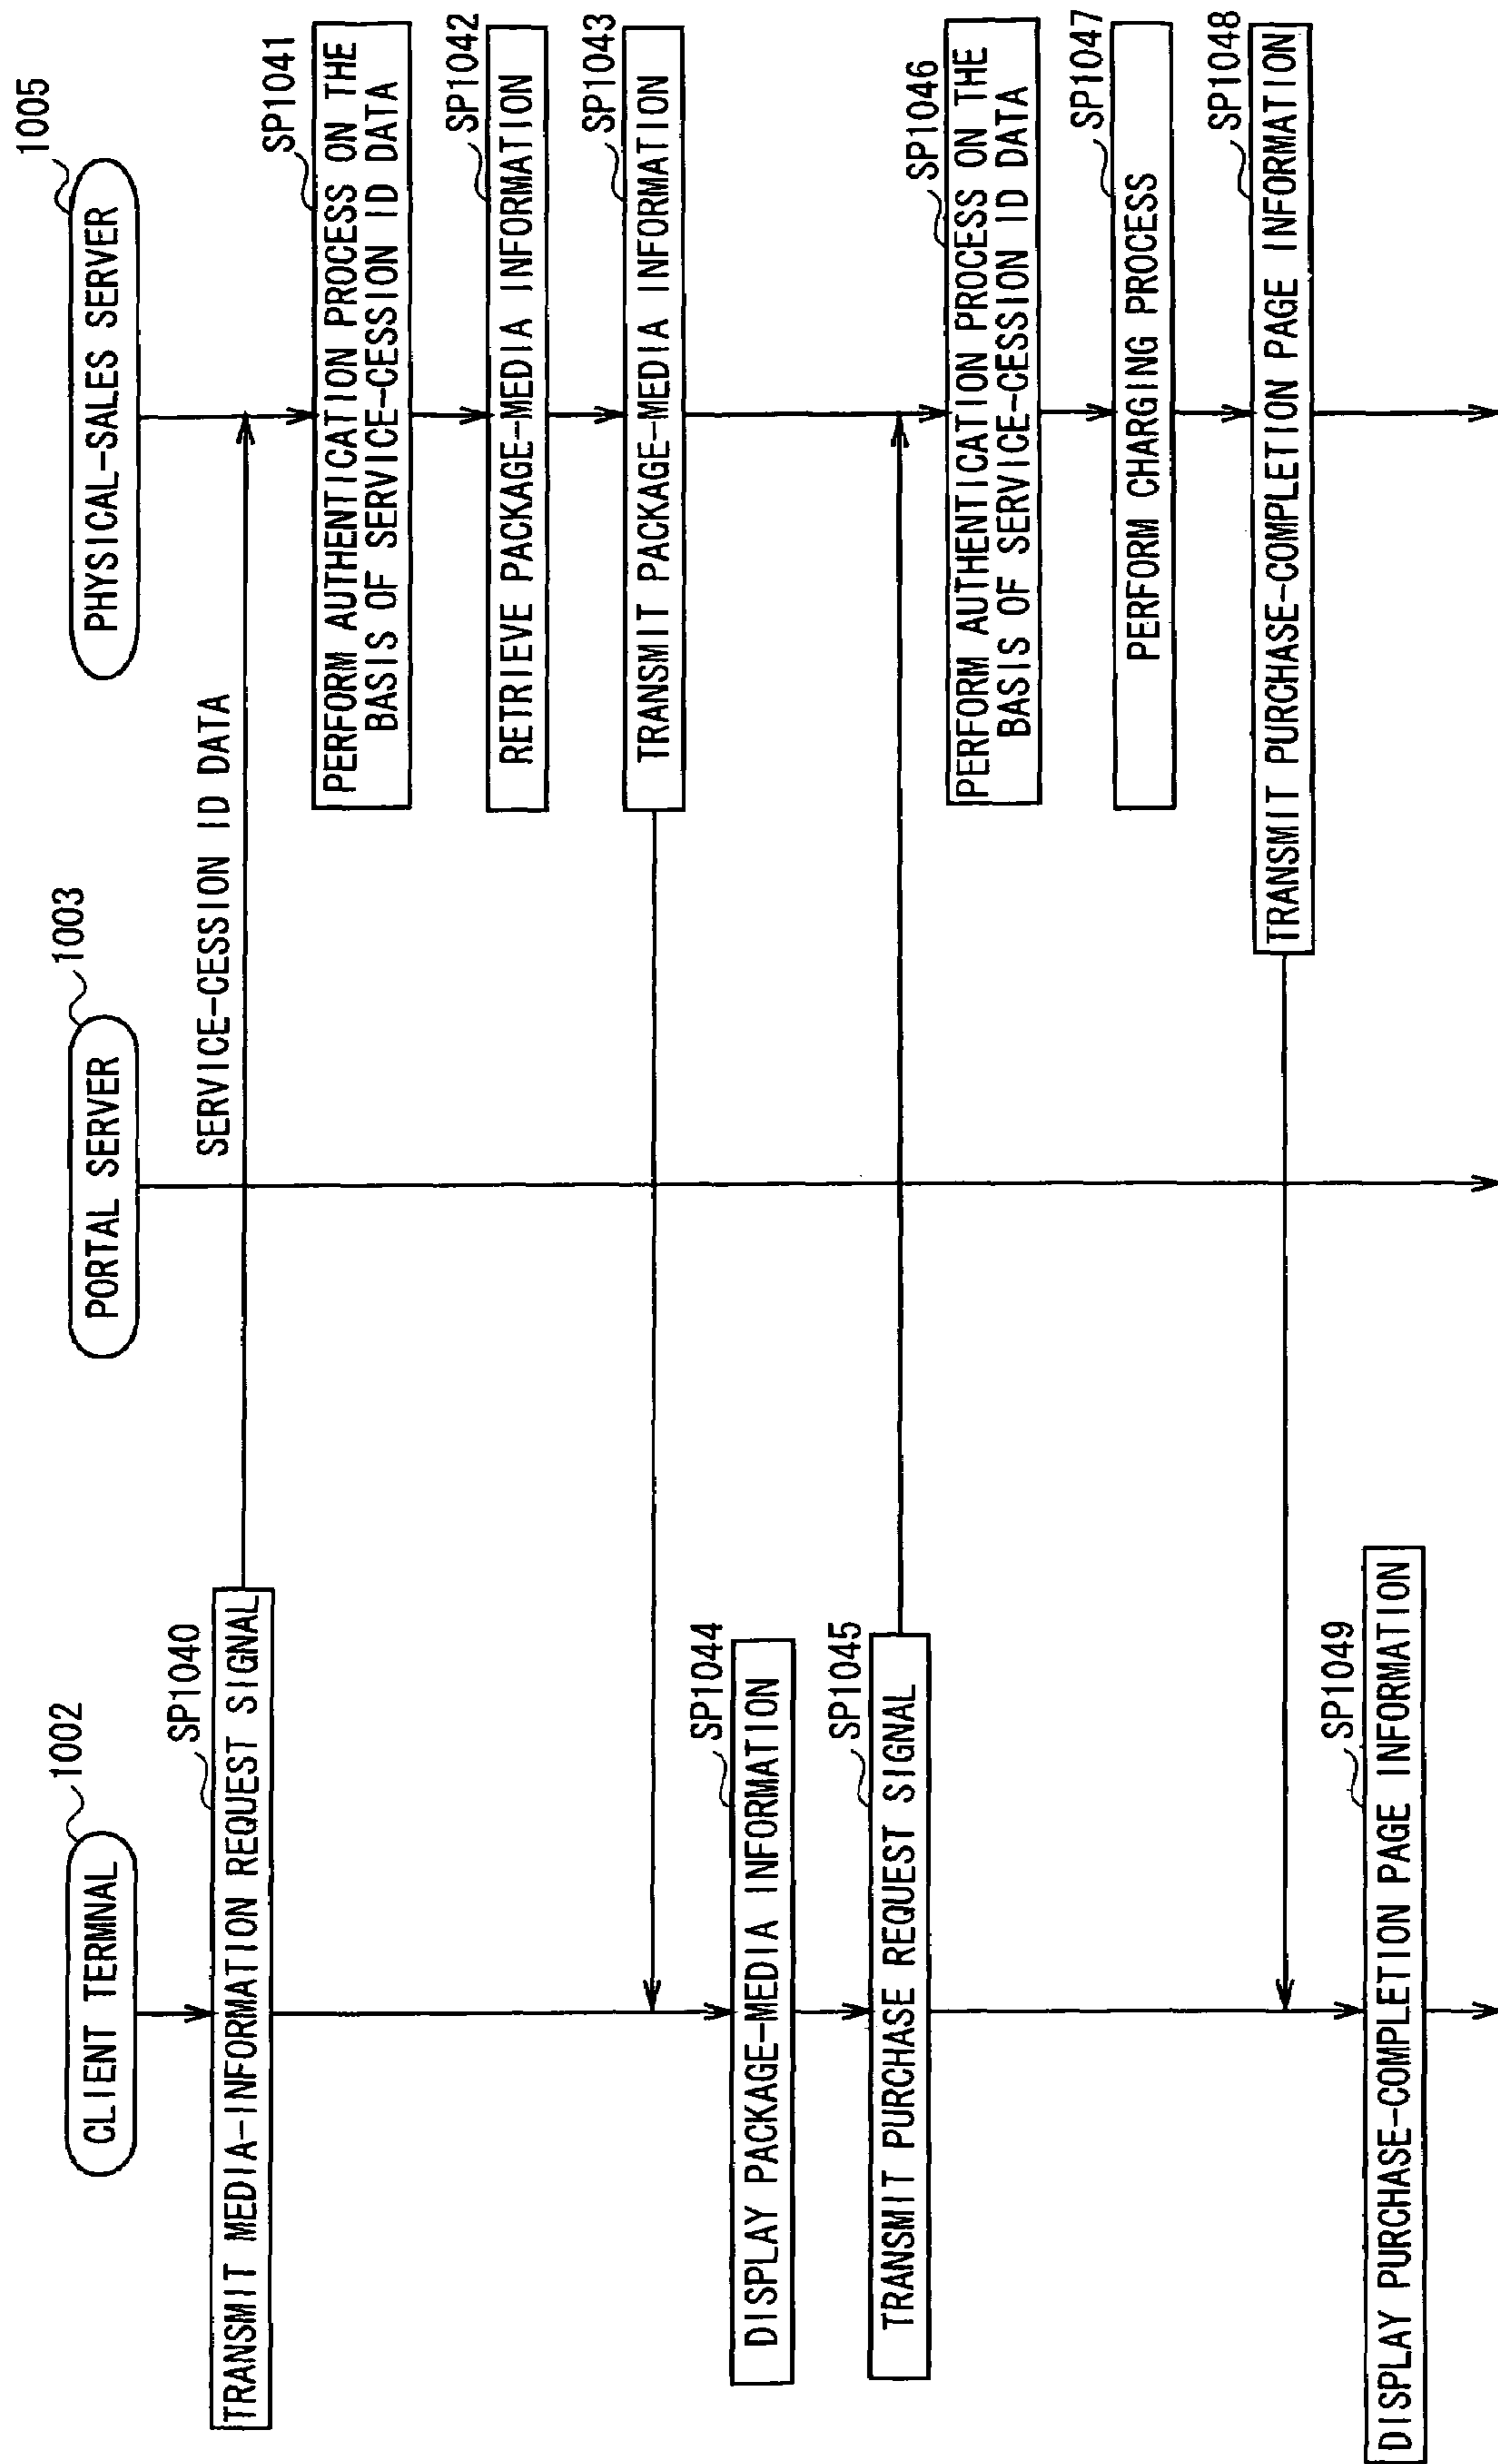 CLIENT TERMNAL
1002
PORTAL SERVER
1003
PHYSICAL-SALES SERVER
1005
SP1040
TRANSMIT MEDIA-INFORMATION REQUEST SIGNAL
SERVICE-CESSION ID DATA
SP1041
PERFORM AUTHENTICATION PROCESS ON THE
BASIS OF SERVICE-CESSION ID DATA
SP1042
RETRIEVE PACKAGE-MEDIA INFORMATION
SP1043
TRANSMIT PACKAGE-MEDIA INFORMATION
SP1044
DISPLAY PACKAGE-MEDIA INFORMATION
SP1045
TRANSMIT PURCHASE REQUEST SIGNAL
SP1046
PERFORM AUTHENTICATION PROCESS ON THE
BASIS OF SERVICE-CESSION ID DATA
SP1047
PERFORM CHARGING PROCESS
SP1048
TRANSMIT PURCHASE-COMPLETION PAGE INFORMATION
SP1049
DISPLAY PURCHASE-COMPLETION PAGE INFORMATION